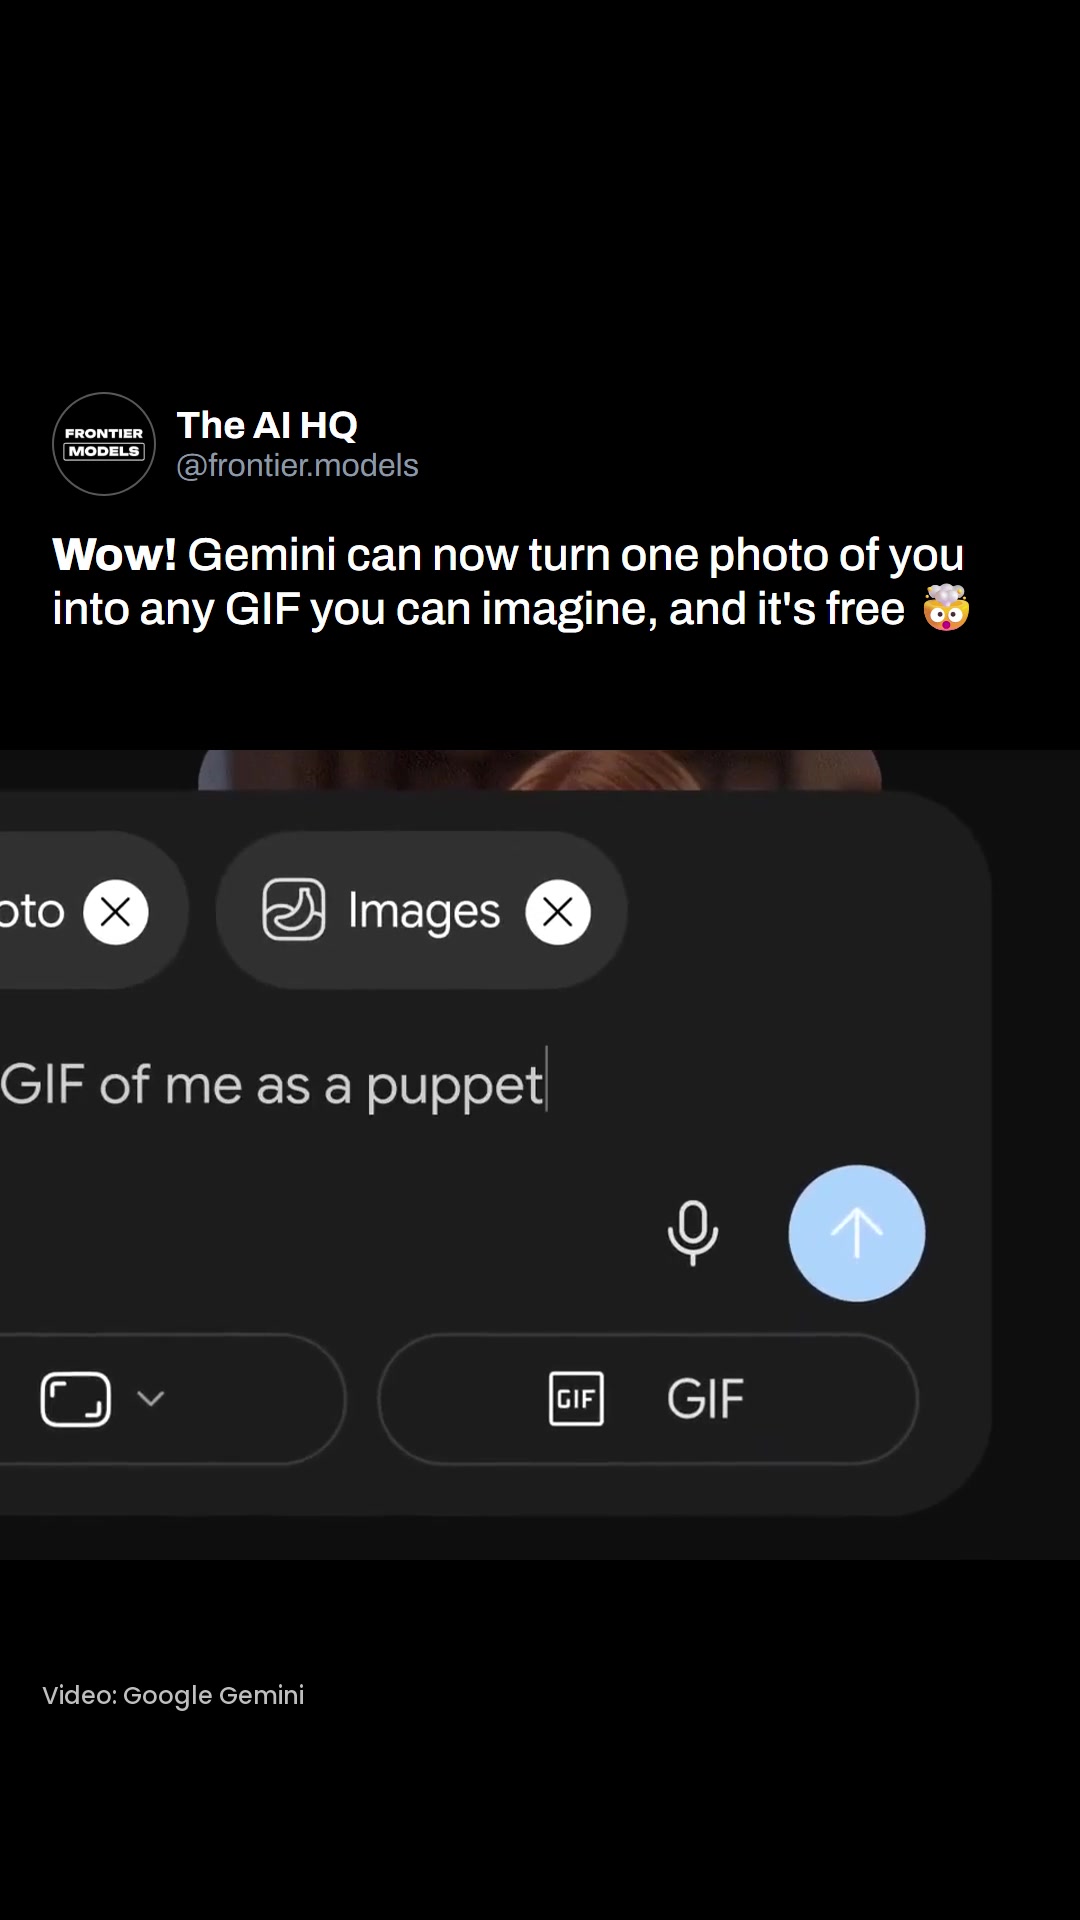 FRONTIER
MODELS
The AI HQ
@frontier.models
Wow! Gemini can now turn one photo of you
into any GIF you can imagine, and it's free 🤯
oto
Images
GIF of me as a puppet
GIF
GIF
Video: Google Gemini